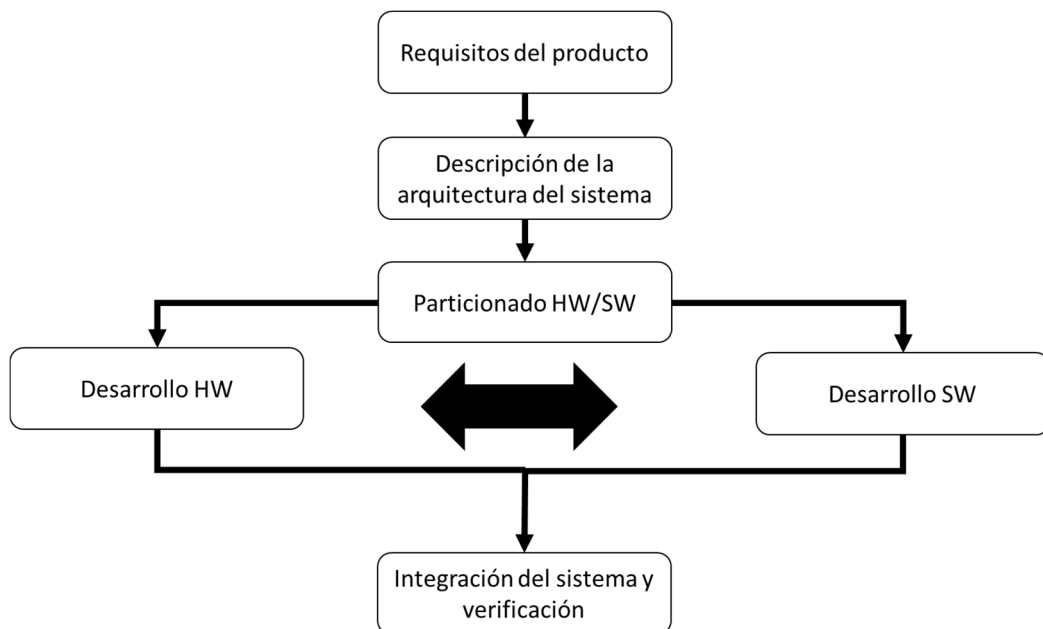 Requisitos del producto
Descripción de la
arquitectura del sistema
Particionado HW/SW
Desarrollo HW
Desarrollo SW
Integración del sistema y
verificación